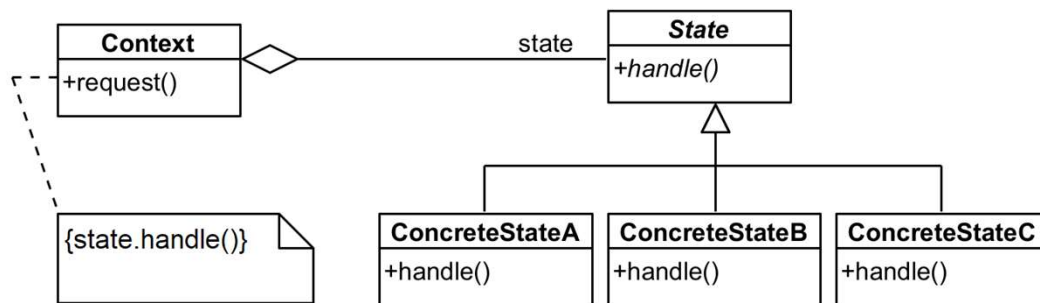 Context
+request()
state
State
+handle()
{state.handle()}
ConcreteStateA
+handle()
ConcreteStateB
+handle()
ConcreteStateC
+handle()